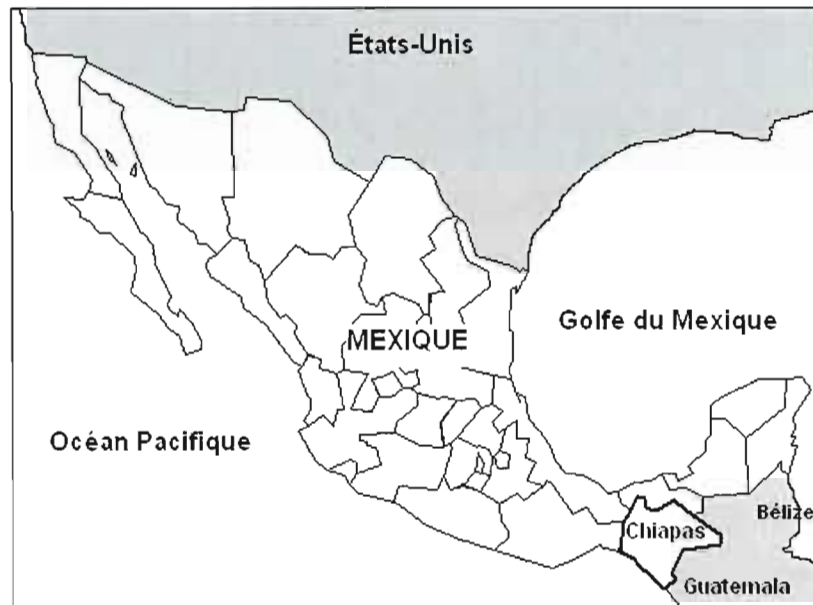 États-Unis
MEXIQUE
Golfe du Mexique
Océan Pacifique
Bélize
Chiapas
Guatemala